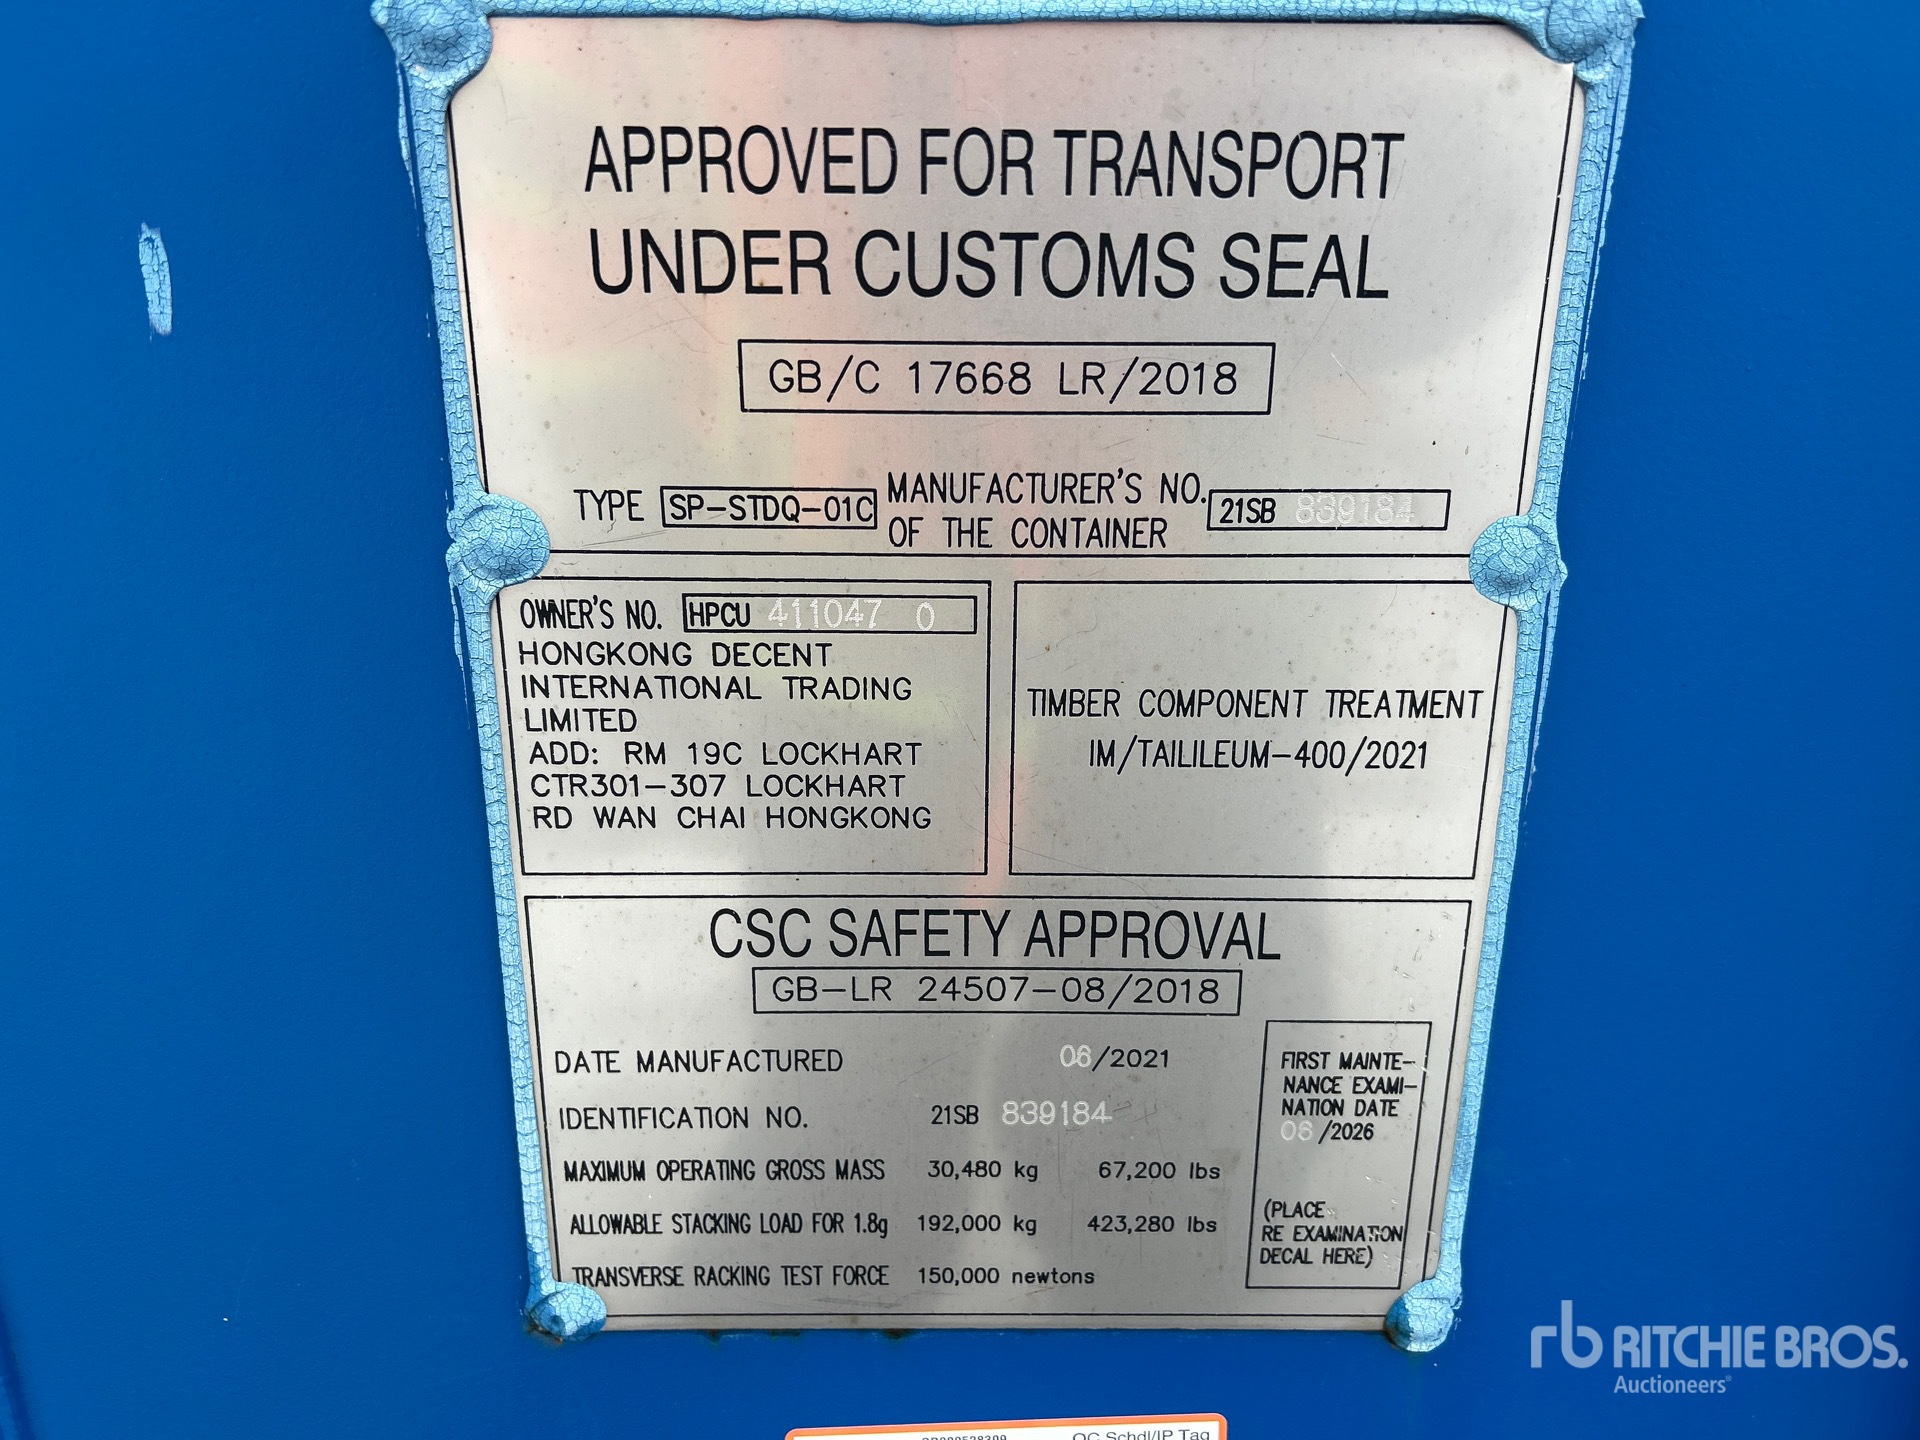 APPROVED FOR TRANSPORT
UNDER CUSTOMS SEAL
GB/C 17668 LR/2018
TYPE SP-STDQ-01C MANUFACTURER'S NO. OF THE CONTAINER 21SB 839184
OWNER'S NO. HPCU 411047 0
HONGKONG DECENT
INTERNATIONAL TRADING
LIMITED
ADD: RM 19C LOCKHART
CTR301-307 LOCKHART
RD WAN CHAI HONGKONG
TIMBER COMPONENT TREATMENT
IM/TAILILEUM-400/2021
CSC SAFETY APPROVAL
GB-LR 24507-08/2018
DATE MANUFACTURED 06/2021
IDENTIFICATION NO. 21SB 839184
MAXIMUM OPERATING GROSS MASS 30,480 kg 67,200 lbs
ALLOWABLE STACKING LOAD FOR 1.8g 192,000 kg 423,280 lbs
TRANSVERSE RACKING TEST FORCE 150,000 newtons
FIRST MAINTE-
NANCE EXAMI-
NATION DATE
06/2026
(PLACE
RE EXAMINATION
DECAL HERE)
rb RITCHIE BROS.
Auctioneers
QC Schdl/IP Tag